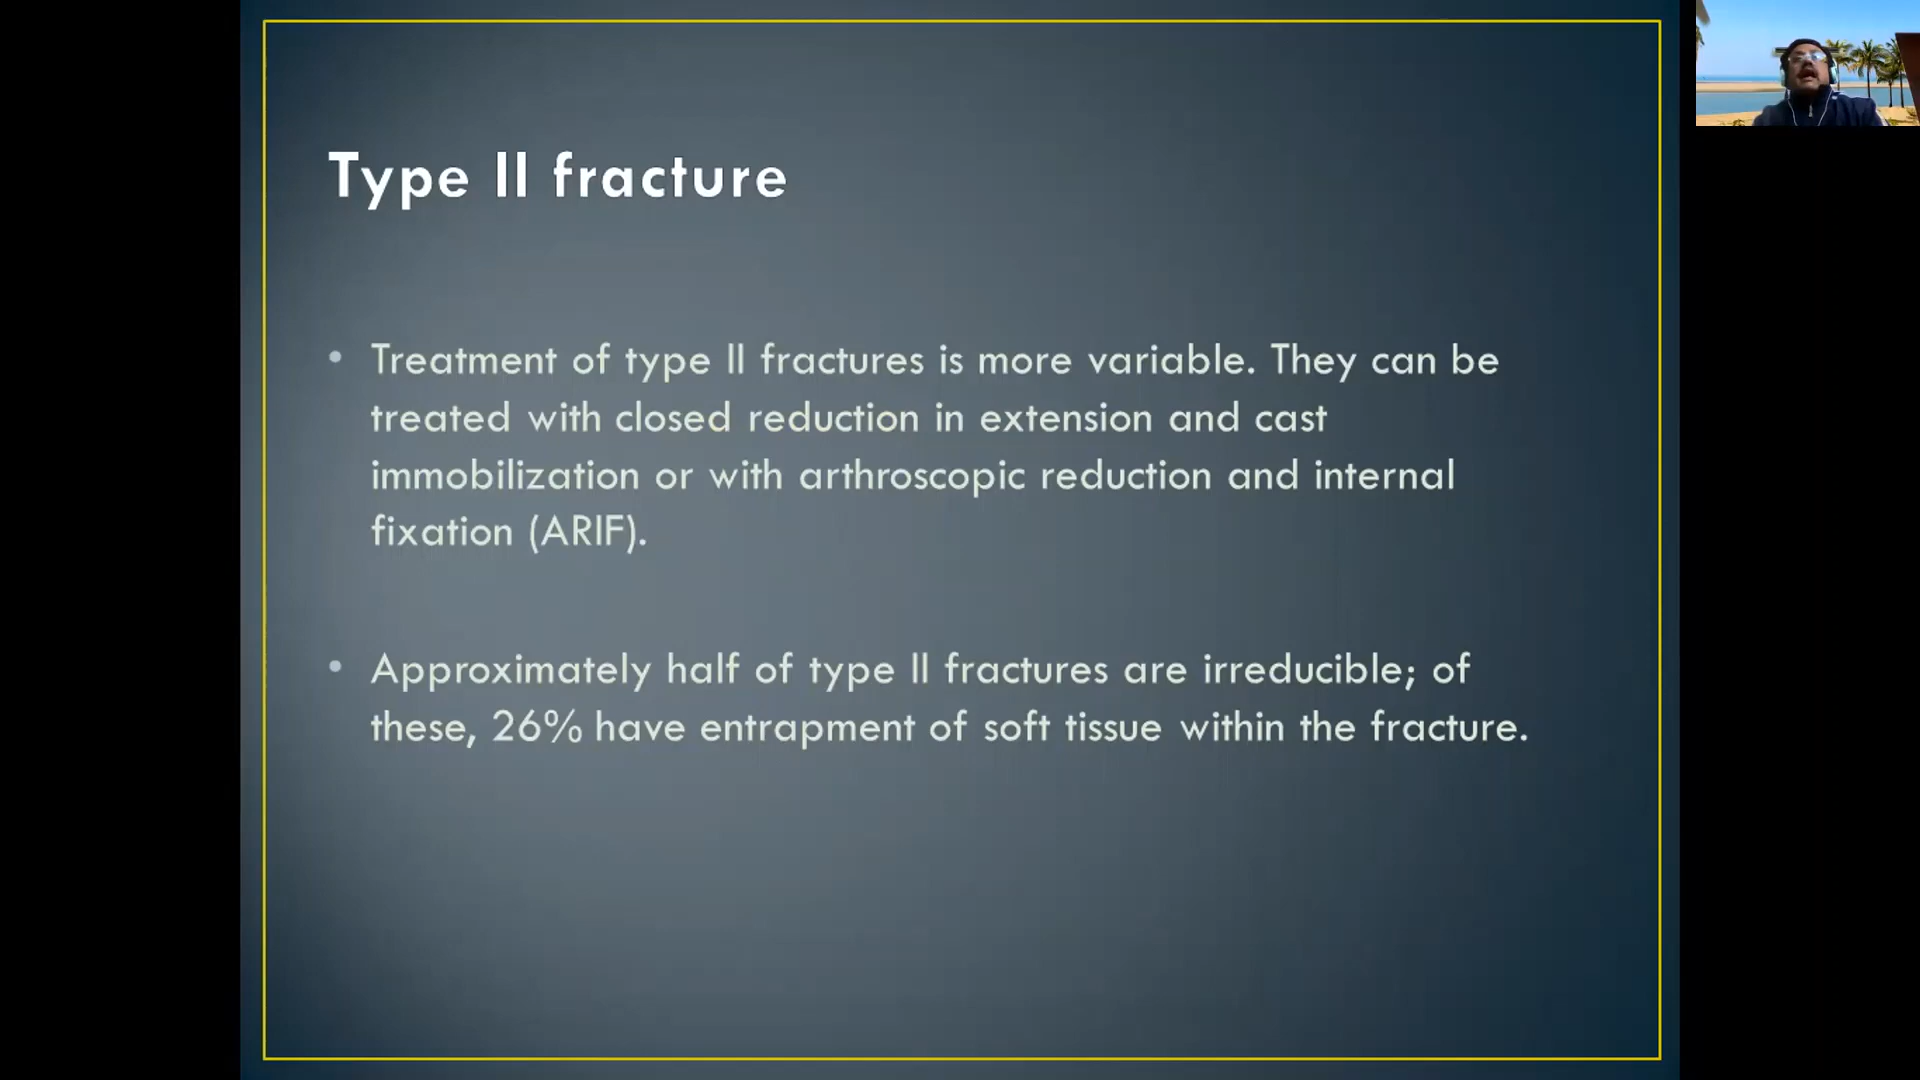 Type II fracture
• Treatment of type II fractures is more variable. They can be
treated with closed reduction in extension and cast
immobilization or with arthroscopic reduction and internal
fixation (ARIF).
• Approximately half of type II fractures are irreducible; of
these, 26% have entrapment of soft tissue within the fracture.